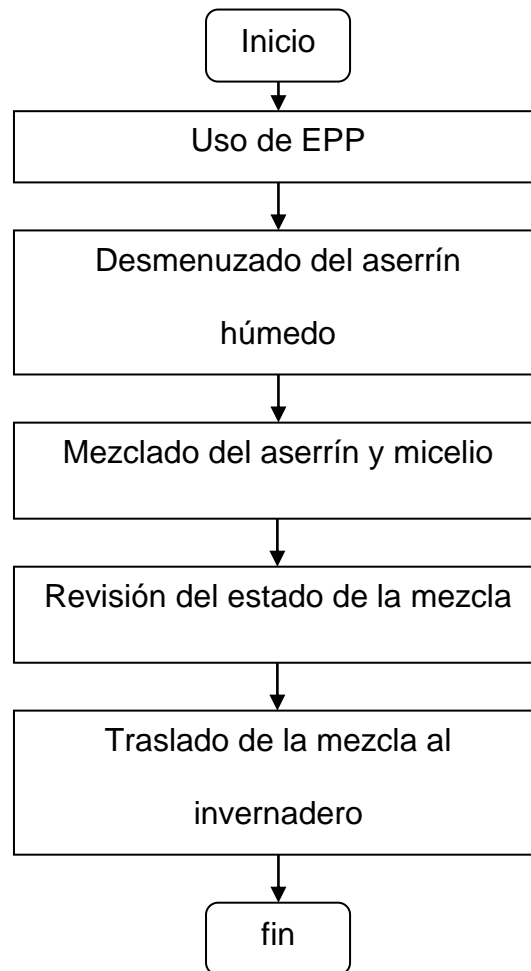 Inicio
Uso de EPP
Desmenuzado del aserrín
húmedo
Mezclado del aserrín y micelio
Revisión del estado de la mezcla
Traslado de la mezcla al
invernadero
fin